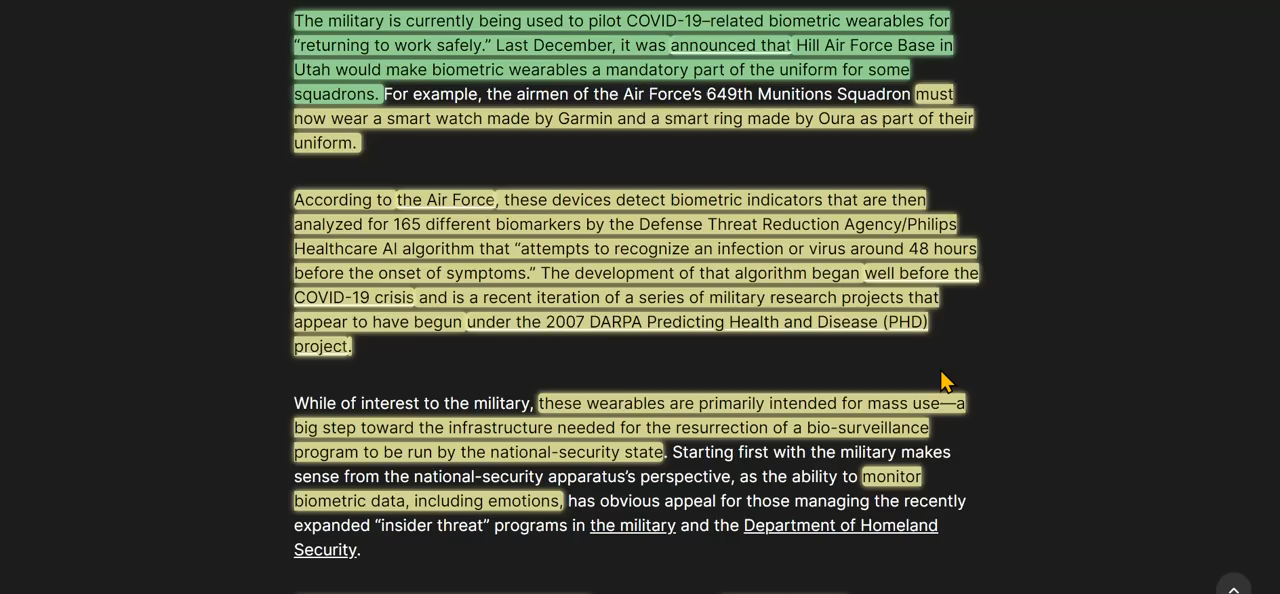 The military is currently being used to pilot COVID-19–related biometric wearables for
“returning to work safely.” Last December, it was announced that Hill Air Force Base in
Utah would make biometric wearables a mandatory part of the uniform for some
squadrons. For example, the airmen of the Air Force’s 649th Munitions Squadron must
now wear a smart watch made by Garmin and a smart ring made by Oura as part of their
uniform.
According to the Air Force, these devices detect biometric indicators that are then
analyzed for 165 different biomarkers by the Defense Threat Reduction Agency/Philips
Healthcare AI algorithm that “attempts to recognize an infection or virus around 48 hours
before the onset of symptoms.” The development of that algorithm began well before the
COVID-19 crisis and is a recent iteration of a series of military research projects that
appear to have begun under the 2007 DARPA Predicting Health and Disease (PHD)
project.
While of interest to the military, these wearables are primarily intended for mass use—a
big step toward the infrastructure needed for the resurrection of a bio-surveillance
program to be run by the national-security state. Starting first with the military makes
sense from the national-security apparatus’s perspective, as the ability to monitor
biometric data, including emotions, has obvious appeal for those managing the recently
expanded “insider threat” programs in the military and the Department of Homeland
Security.